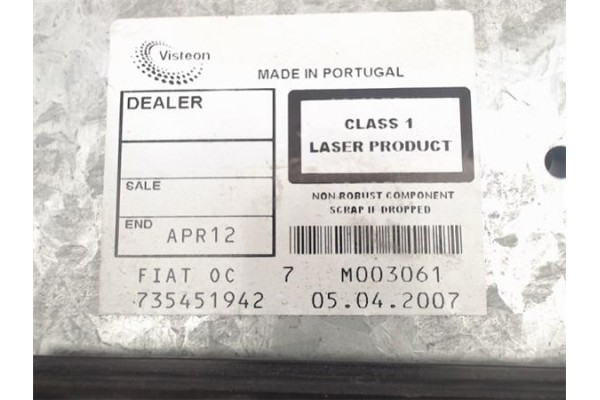 Visteon
MADE IN PORTUGAL
DEALER
CLASS 1
LASER PRODUCT
SALE
NON-ROBUST COMPONENT
SCRAP IF DROPPED
END APR12
FIAT OC 7 M003061
735451942 05.04.2007